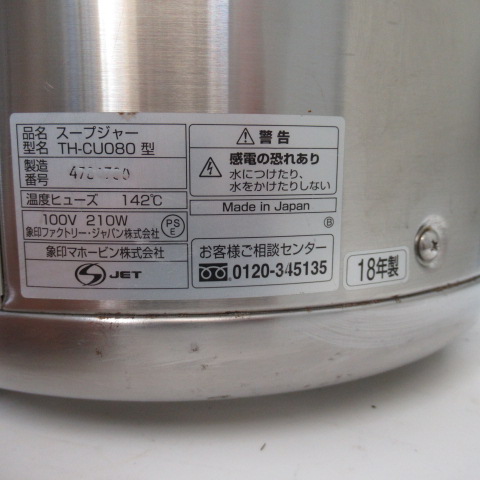 品名 スープジャー
型名 TH-CU080 型
製造
番号
温度ヒューズ 142℃
100V 210W
象印ファクトリー・ジャパン株式会社
PS
E
象印マホービン株式会社
S JET
警告
感電の恐れあり
水につけたり、
水をかけたりしない
Made in Japan
B
お客様ご相談センター
0120-345135
18年製